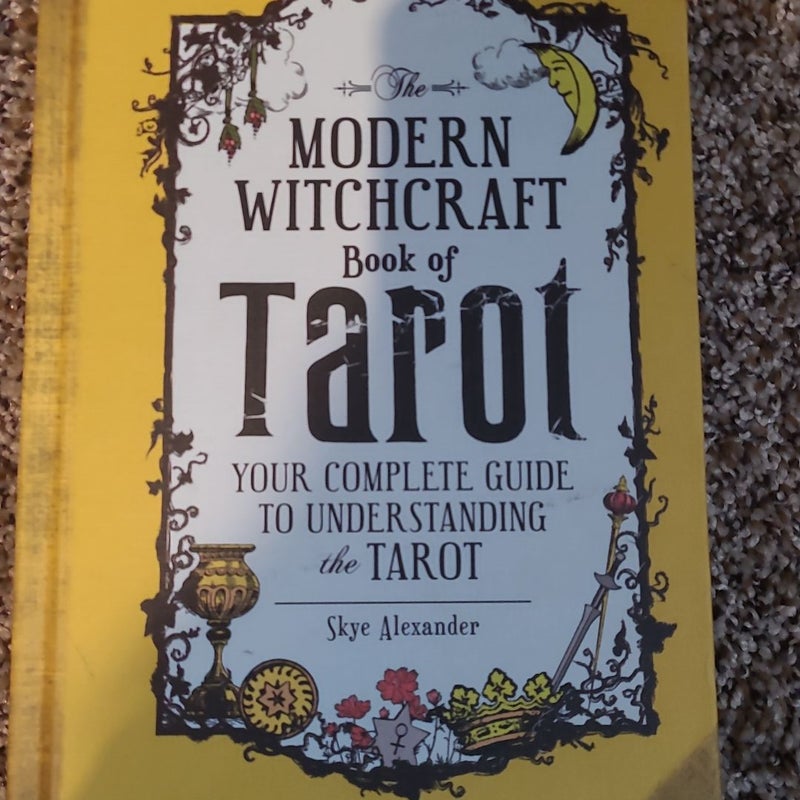 The
MODERN
WITCHCRAFT
Book of
Tarot
YOUR COMPLETE GUIDE
TO UNDERSTANDING
the TAROT
Skye Alexander